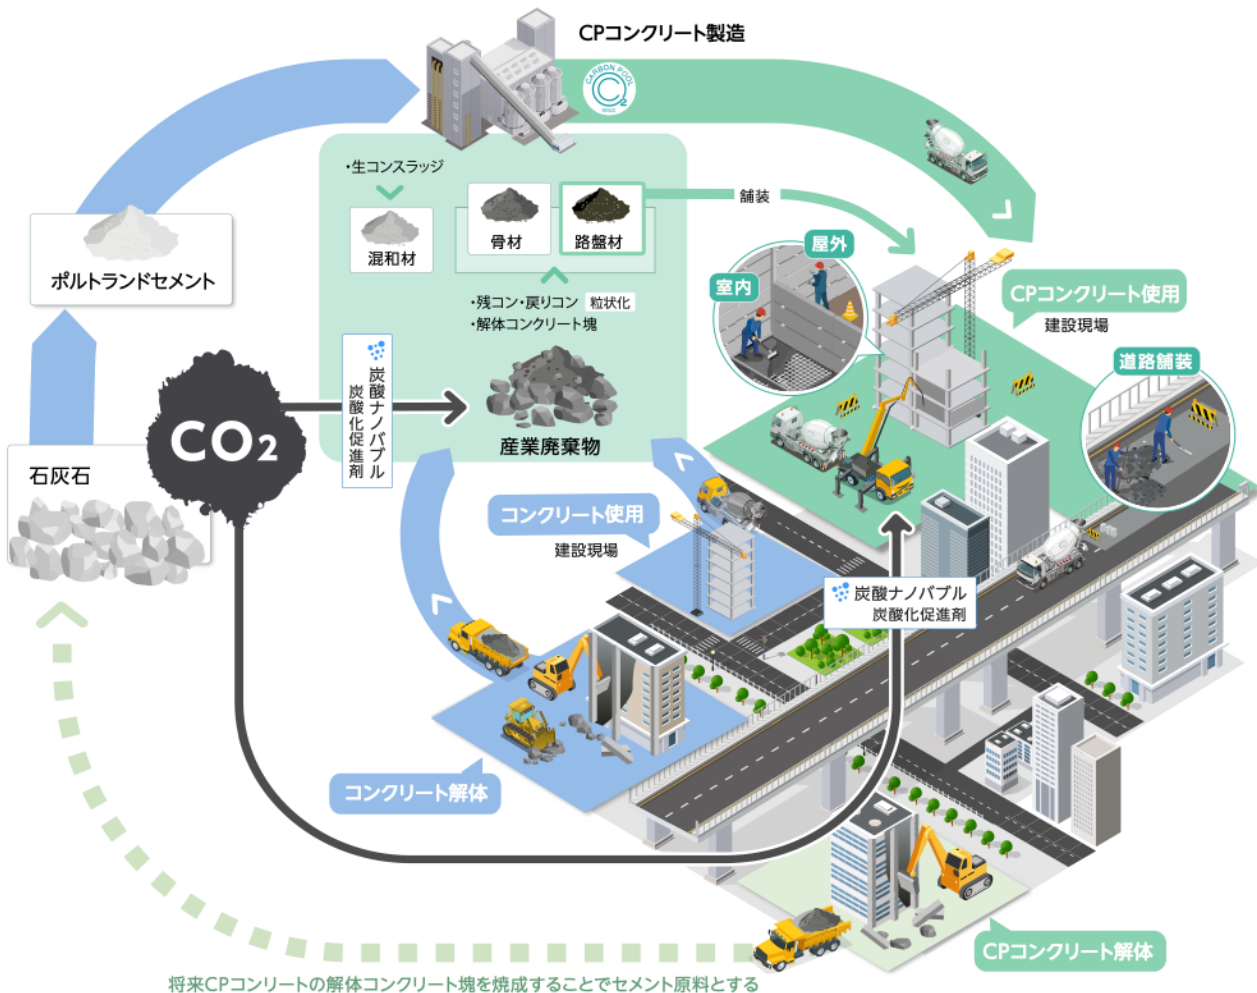 CPコンクリート製造
CARBON POOL
CO2
・生コンスラッジ
混和材
骨材
路盤材
舗装
・残コン・戻りコン 粒状化
・解体コンクリート塊
産業廃棄物
ポルトランドセメント
石灰石
CO2
炭酸ナノバブル
炭酸化促進剤
屋外
室内
CPコンクリート使用
建設現場
道路舗装
コンクリート使用
建設現場
炭酸ナノバブル
炭酸化促進剤
コンクリート解体
CPコンクリート解体
将来CPコンリートの解体コンクリート塊を焼成することでセメント原料とする